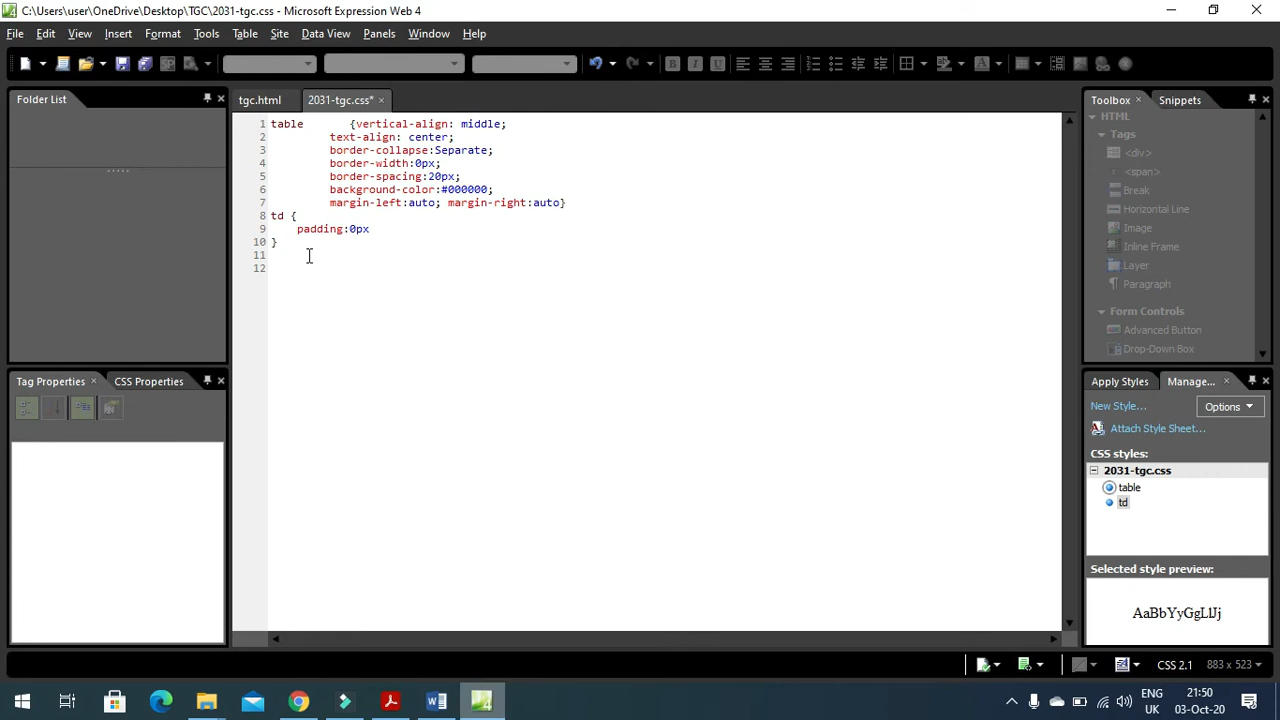 C:\Users\user\OneDrive\Desktop\TGC\2031-tgc.css - Microsoft Expression Web 4
File Edit View Insert Format Tools Table Site Data View Panels Window Help
B I U A
Folder List
tgc.html 2031-tgc.css*
Toolbox Snippets
1 table {vertical-align: middle;
2 text-align: center;
3 border-collapse:Separate;
4 border-width:0px;
5 border-spacing:20px;
6 background-color:#000000;
7 margin-left:auto; margin-right:auto}
8 td {
9 padding:0px
10 }
11
12
HTML
Tags
<div>
<span>
Break
Horizontal Line
Image
Inline Frame
Layer
Paragraph
Form Controls
Advanced Button
Drop-Down Box
Tag Properties CSS Properties
Apply Styles Manage...
New Style... Options
Attach Style Sheet...
CSS styles:
2031-tgc.css
table
td
Selected style preview:
AaBbYyGgLlJj
CSS 2.1 883 x 523
ENG
UK
21:50
03-Oct-20